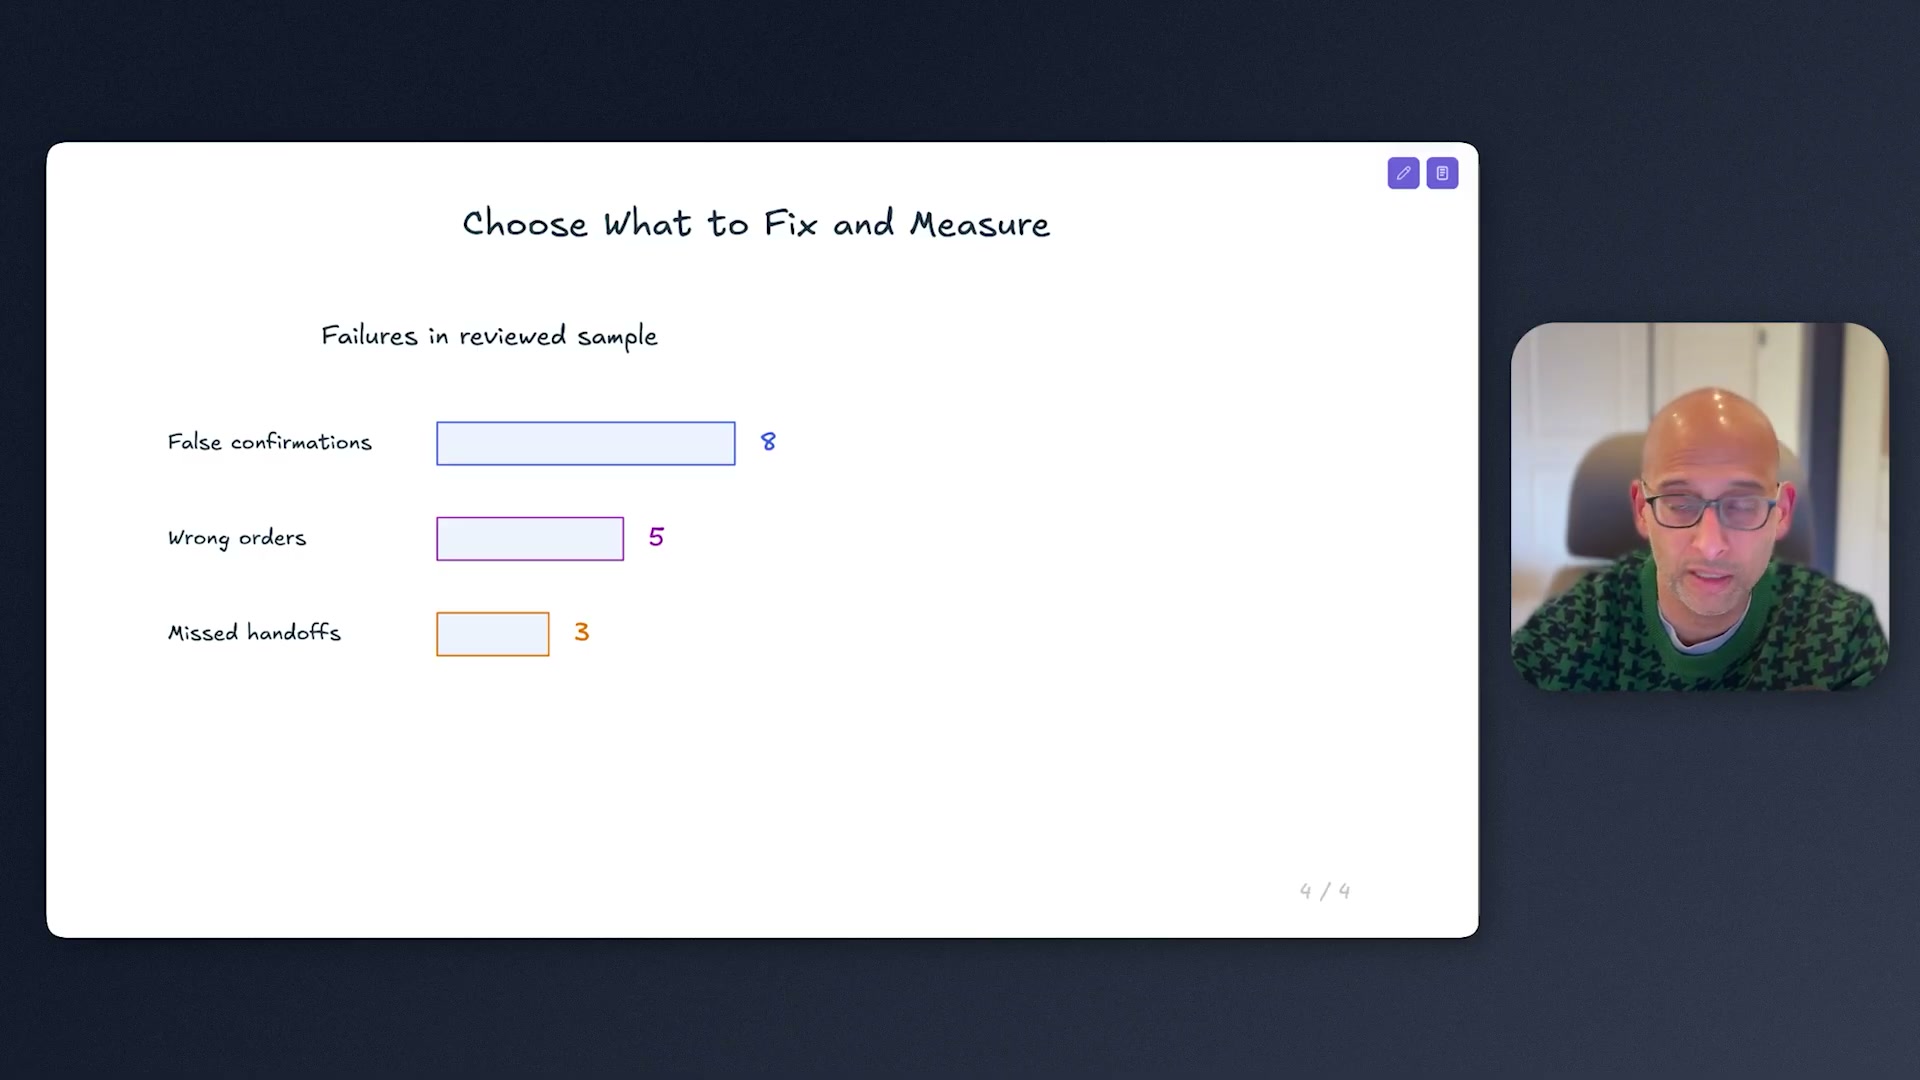 Choose What to Fix and Measure
Failures in reviewed sample
False confirmations 8
Wrong orders 5
Missed handoffs 3
4 / 4